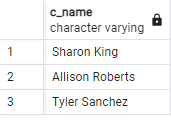 c_name
character varying
1 Sharon King
2 Allison Roberts
3 Tyler Sanchez